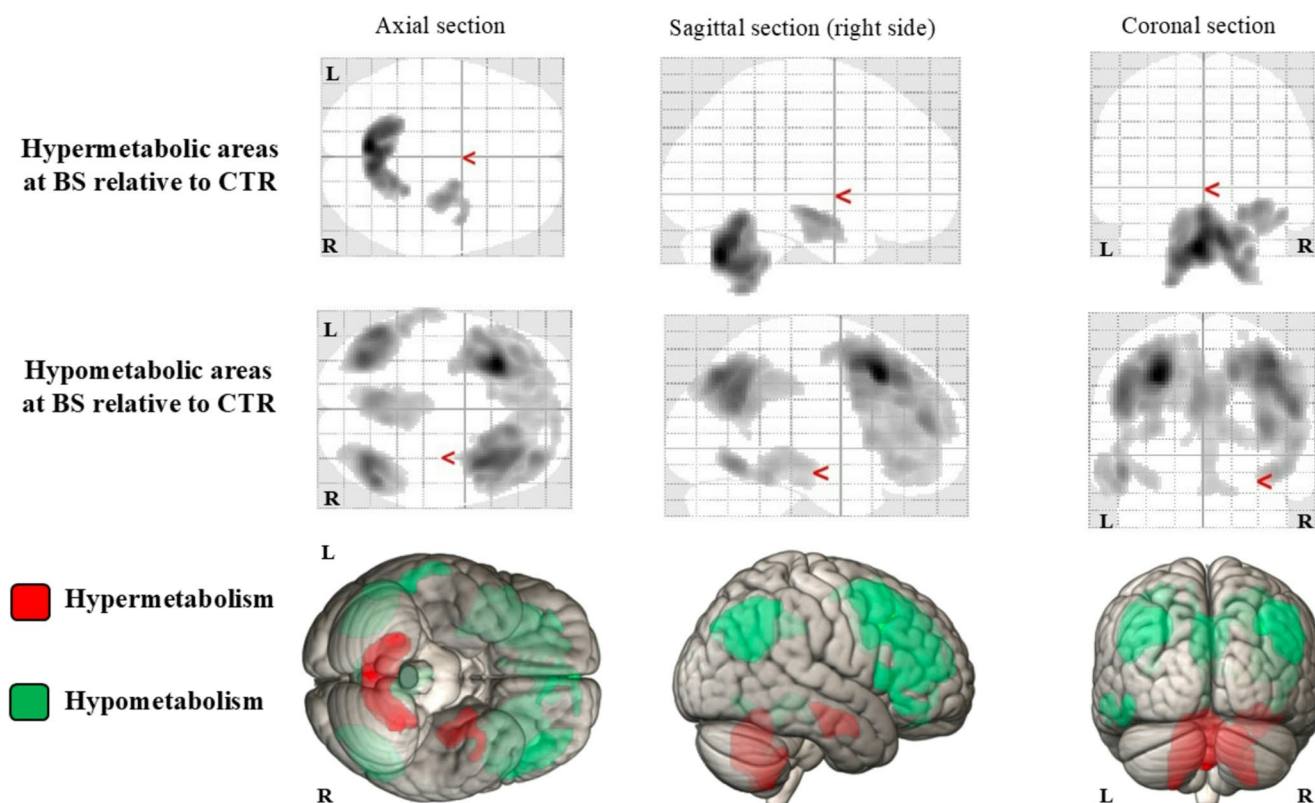 Axial section
Sagittal section (right side)
Coronal section
Hypermetabolic areas
at BS relative to CTR
L
<
R
<
<
L
R
Hypometabolic areas
at BS relative to CTR
L
<
R
<
<
L
R
Hypermetabolism
Hypometabolism
L
R
L
R